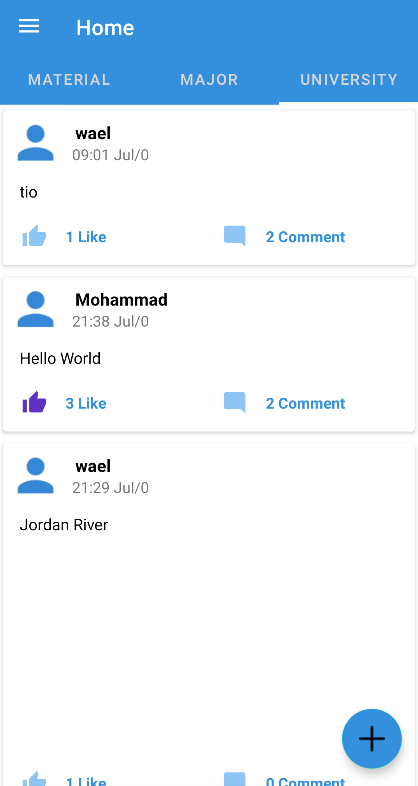 Home
MATERIAL MAJOR UNIVERSITY
wael
09:01 Jul/0
tio
1 Like 2 Comment
Mohammad
21:38 Jul/0
Hello World
3 Like 2 Comment
wael
21:29 Jul/0
Jordan River
1 Like 0 Comment